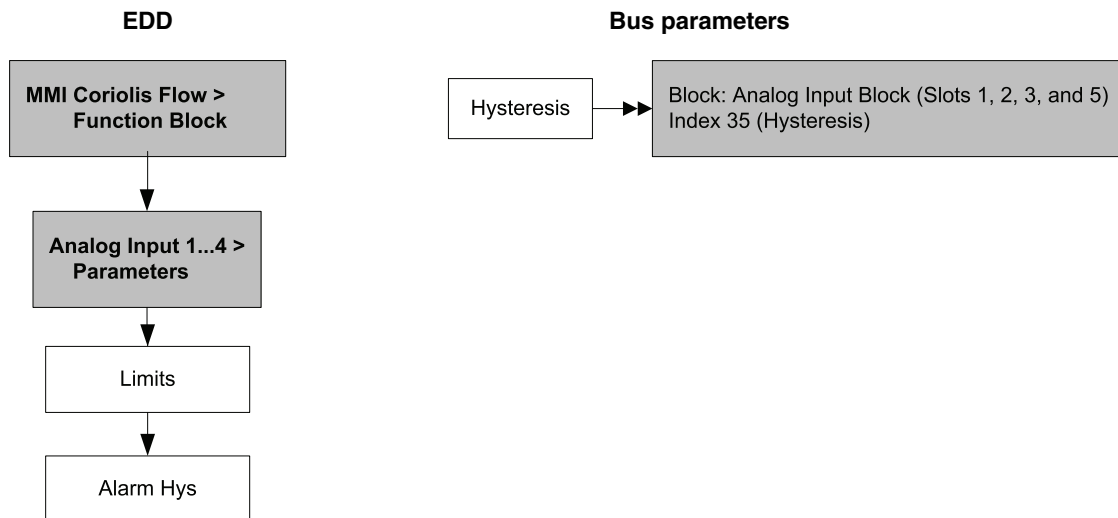 EDD
MMI Coriolis Flow >
Function Block
Analog Input 1...4 >
Parameters
Limits
Alarm Hys
Bus parameters
Hysteresis
Block: Analog Input Block (Slots 1, 2, 3, and 5)
Index 35 (Hysteresis)